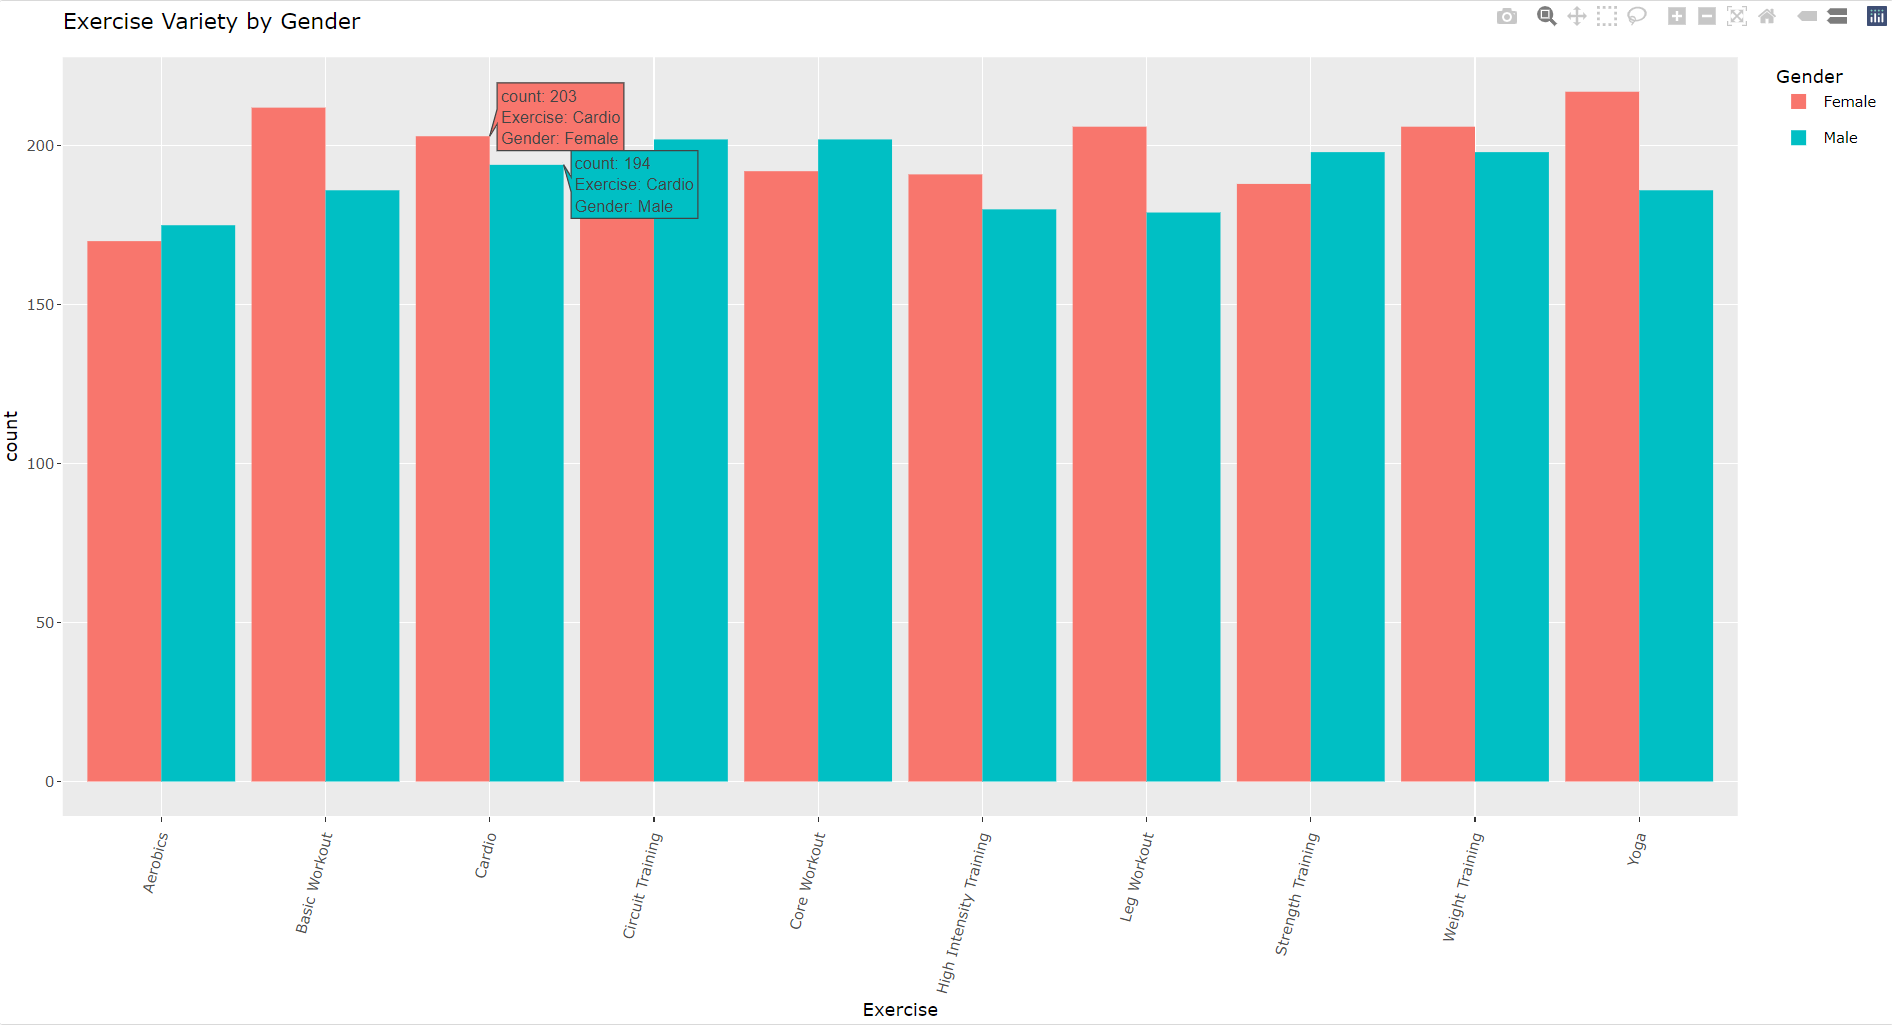 Exercise Variety by Gender
count: 203
Exercise: Cardio
Gender: Female
count: 194
Exercise: Cardio
Gender: Male
Gender
Female
Male
200
150
100
50
0
count
Aerobics
Basic Workout
Cardio
Circuit Training
Core Workout
High Intensity Training
Leg Workout
Strength Training
Weight Training
Yoga
Exercise